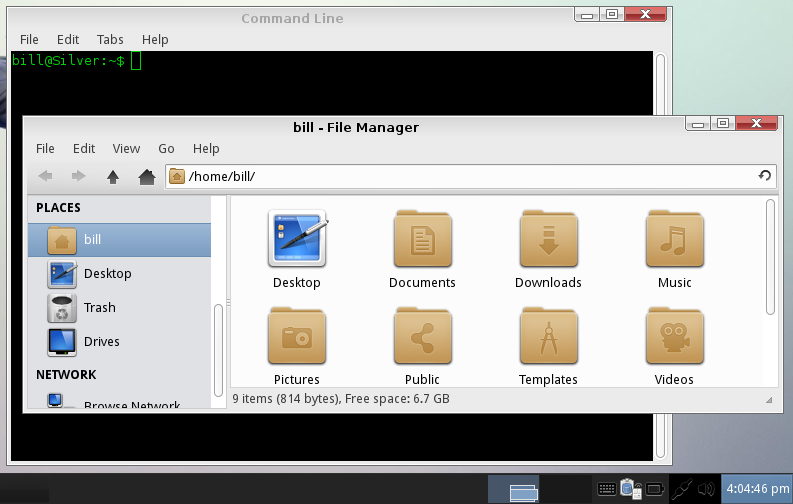 Command Line
File Edit Tabs Help
bill@Silver:~$
bill - File Manager
File Edit View Go Help
/home/bill/
PLACES
bill
Desktop
Trash
Drives
NETWORK
Browse Network
Desktop Documents Downloads Music
Pictures Public Templates Videos
9 items (814 bytes), Free space: 6.7 GB
4:04:46 pm